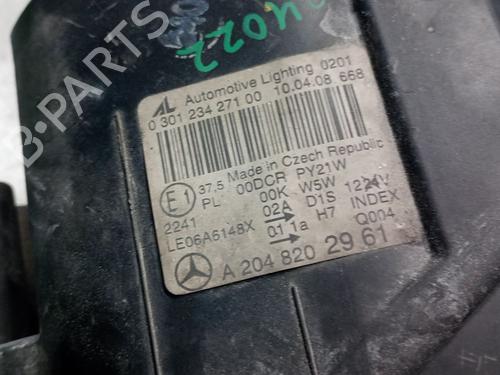 4022
AL Automotive Lighting 0201
0 301 234 271 00 10.04.08 668
37,5 Made in Czech Republic
E1 PL 00DCR PY21W
00K W5W 1224V
2241 02A D1S INDEX
LE06A6148X 01 1a H7 Q004
A 204 820 29 61
B-PARTS